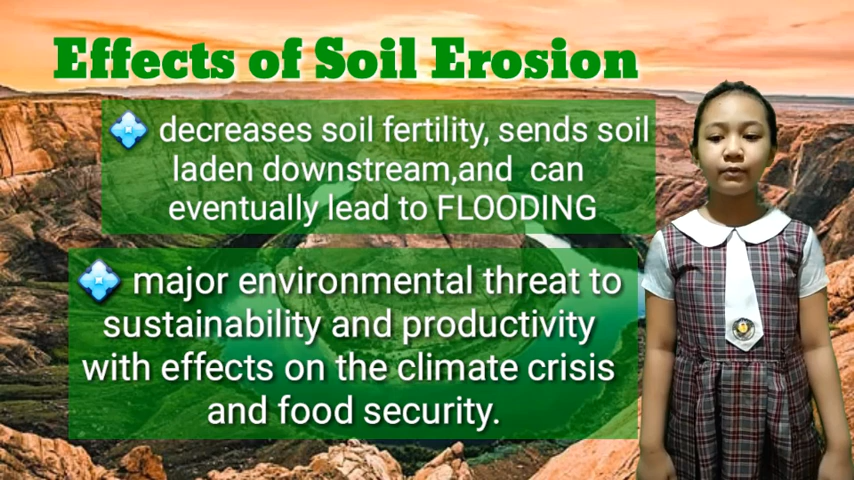 Effects of Soil Erosion
decreases soil fertility, sends soil
laden downstream,and can
eventually lead to FLOODING
major environmental threat to
sustainability and productivity
with effects on the climate crisis
and food security.